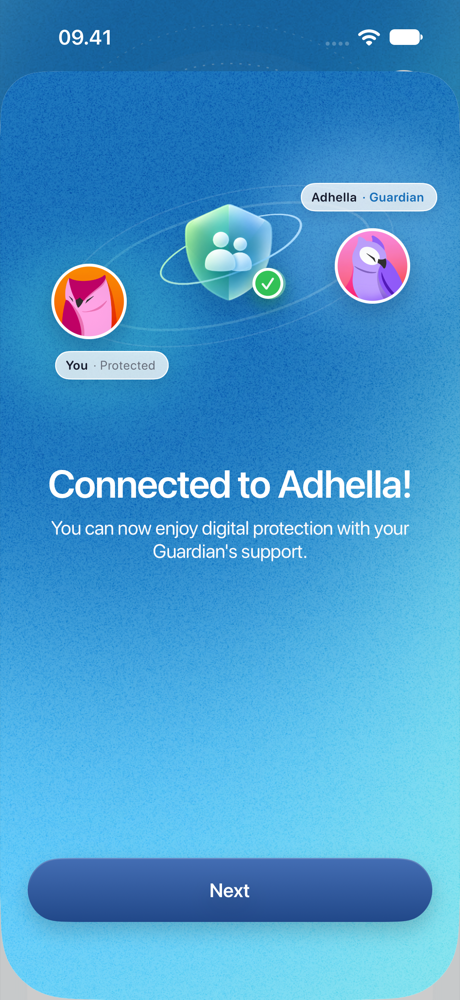 09.41
Adhella · Guardian
You · Protected
Connected to Adhella!
You can now enjoy digital protection with your
Guardian's support.
Next